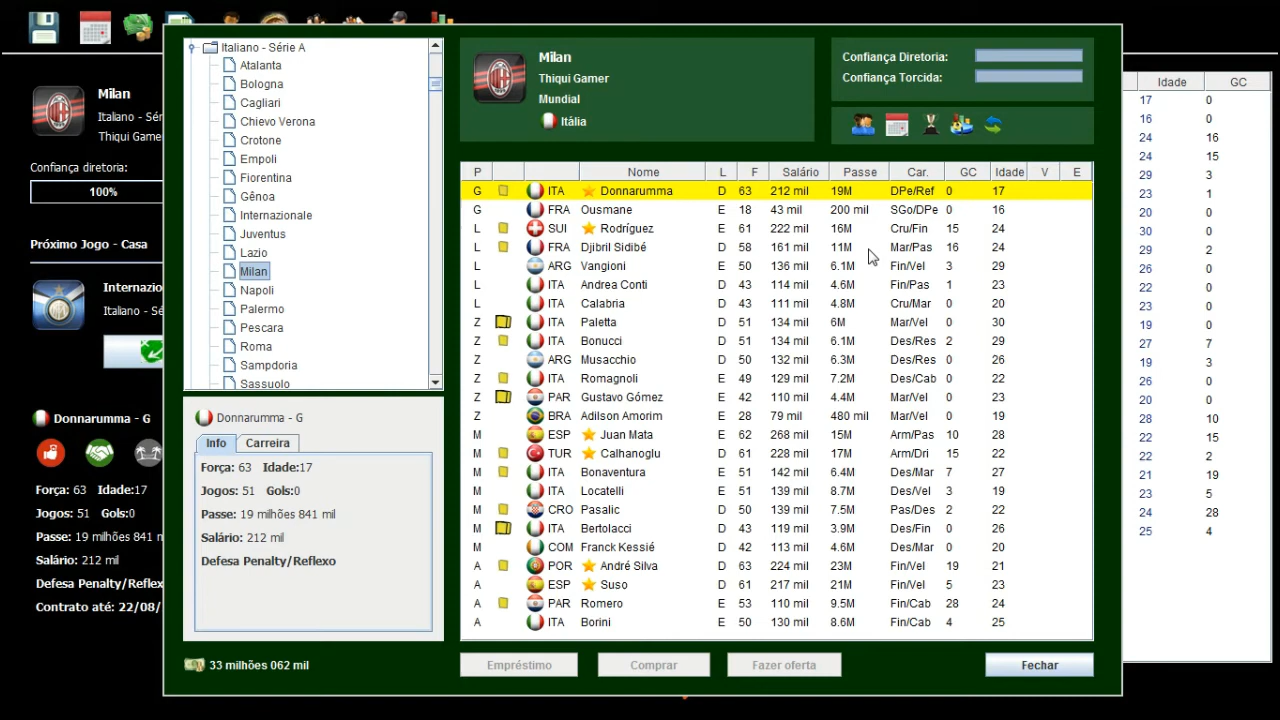 Milan
Italiano - Sér
Thiqui Gamer
Confiança diretoria:
100%
Próximo Jogo - Casa
Internazio
Italiano - Sé
Donnarumma - G
Força: 63 Idade:17
Jogos: 51 Gols:0
Passe: 19 milhões 841 n
Salário: 212 mil
Defesa Penalty/Reflex
Contrato até: 22/08/
Italiano - Série A
Atalanta
Bologna
Cagliari
Chievo Verona
Crotone
Empoli
Fiorentina
Gênoa
Internazionale
Juventus
Lazio
Milan
Napoli
Palermo
Pescara
Roma
Sampdoria
Sassuolo
Donnarumma - G
Info Carreira
Força: 63 Idade:17
Jogos: 51 Gols:0
Passe: 19 milhões 841 mil
Salário: 212 mil
Defesa Penalty/Reflexo
33 milhões 062 mil
Milan
Thiqui Gamer
Mundial
Itália
Confiança Diretoria:
Confiança Torcida:
P Nome L F Salário Passe Car. GC Idade V E
G ITA Donnarumma D 63 212 mil 19M DPe/Ref 0 17
G FRA Ousmane E 18 43 mil 200 mil SGo/DPe 0 16
L SUI Rodríguez E 61 222 mil 16M Cru/Fin 15 24
L FRA Djibril Sidibé D 58 161 mil 11M Mar/Pas 16 24
L ARG Vangioni E 50 136 mil 6.1M Fin/Vel 3 29
L ITA Andrea Conti D 43 114 mil 4.6M Fin/Pas 1 23
L ITA Calabria D 43 111 mil 4.8M Cru/Mar 0 20
Z ITA Paletta D 51 134 mil 6M Mar/Vel 0 30
Z ITA Bonucci D 51 134 mil 6.1M Des/Res 2 29
Z ARG Musacchio D 50 132 mil 6.3M Des/Res 0 26
Z ITA Romagnoli E 49 129 mil 7.2M Des/Cab 0 22
Z PAR Gustavo Gómez E 42 110 mil 4.4M Mar/Vel 0 23
Z BRA Adilson Amorim E 28 79 mil 480 mil Mar/Vel 0 19
M ESP Juan Mata E 62 268 mil 15M Arm/Pas 10 28
M TUR Calhanoglu D 61 228 mil 17M Arm/Dri 15 22
M ITA Bonaventura E 51 142 mil 6.4M Des/Mar 7 27
M ITA Locatelli E 51 139 mil 8.7M Des/Vel 3 19
M CRO Pasalic D 50 139 mil 7.5M Pas/Des 2 22
M ITA Bertolacci D 43 119 mil 3.9M Des/Fin 0 26
M COM Franck Kessié D 42 113 mil 4.6M Des/Mar 0 20
A POR André Silva D 63 224 mil 23M Fin/Vel 19 21
A ESP Suso D 61 217 mil 21M Fin/Vel 5 23
A PAR Romero E 53 110 mil 9.5M Fin/Cab 28 24
A ITA Borini E 50 130 mil 8.6M Fin/Cab 4 25
Empréstimo Comprar Fazer oferta Fechar
Idade GC
17 0
16 0
24 16
24 15
29 3
23 1
20 0
30 0
29 2
26 0
22 0
23 0
19 0
27 7
19 3
26 0
20 0
28 10
22 15
22 2
21 19
23 5
24 28
25 4